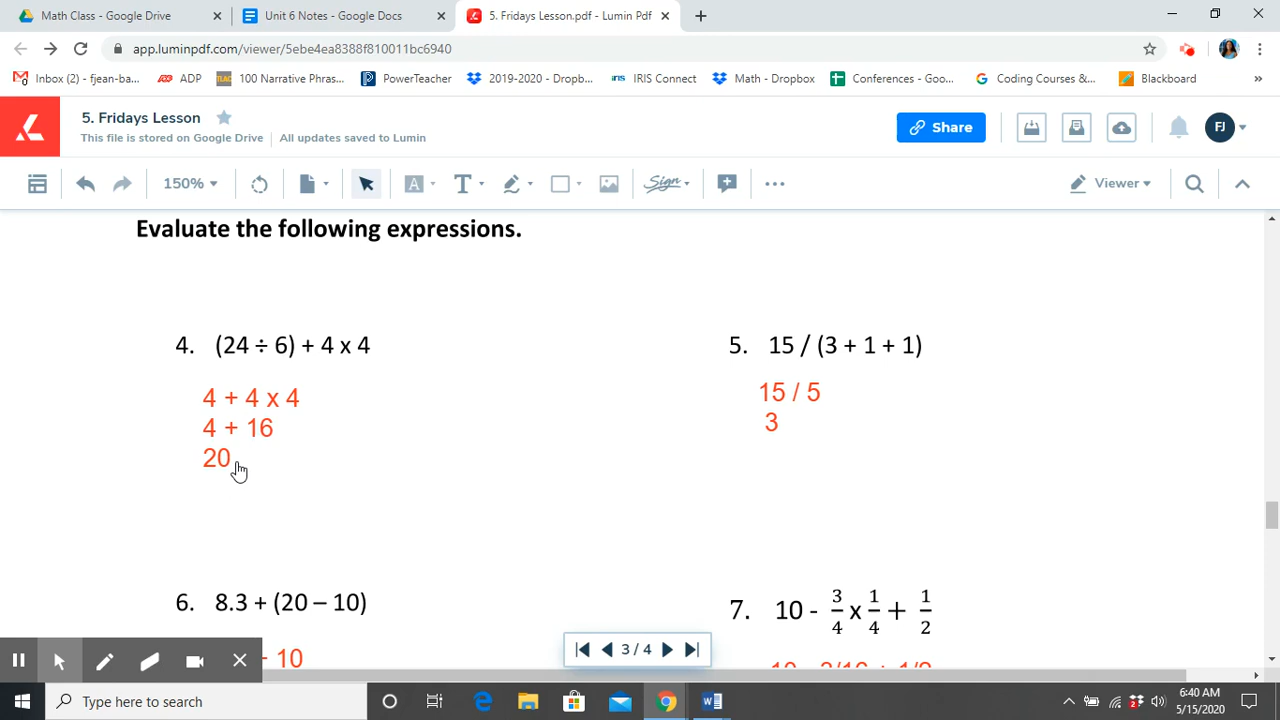 Math Class - Google Drive
Unit 6 Notes - Google Docs
5. Fridays Lesson.pdf - Lumin Pdf
app.luminpdf.com/viewer/5ebe4ea8388f810011bc6940
Inbox (2) - fjean-ba...
ADP
100 Narrative Phras...
PowerTeacher
2019-2020 - Dropb...
IRIS Connect
Math - Dropbox
Conferences - Goo...
Coding Courses &...
Blackboard
5. Fridays Lesson
This file is stored on Google Drive
All updates saved to Lumin
Share
FJ
150%
Sign
Viewer
Evaluate the following expressions.
4. (24 ÷ 6) + 4 x 4
4 + 4 x 4
4 + 16
20
5. 15 / (3 + 1 + 1)
15 / 5
3
6. 8.3 + (20 – 10)
7. 10 - 3/4 x 1/4 + 1/2
3 / 4
10
Type here to search
6:40 AM
5/15/2020